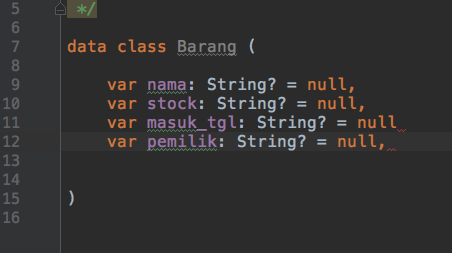 5 */
6
7 data class Barang (
8
9 var nama: String? = null,
10 var stock: String? = null,
11 var masuk_tgl: String? = null
12 var pemilik: String? = null,
13
14
15 )
16